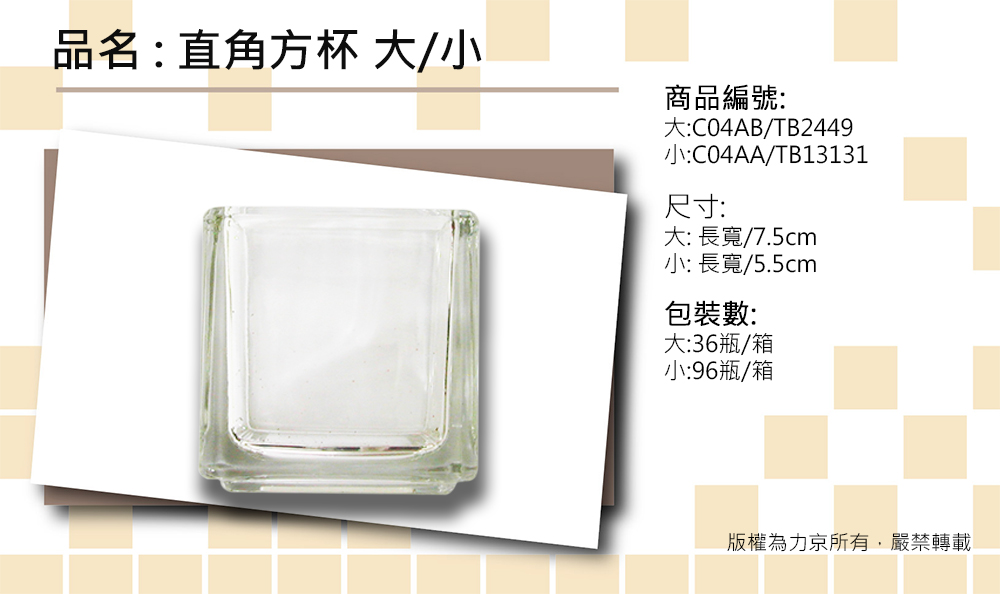 品名 : 直角方杯 大/小
商品編號:
大:C04AB/TB2449
小:C04AA/TB13131
尺寸:
大: 長寬/7.5cm
小: 長寬/5.5cm
包裝數:
大:36瓶/箱
小:96瓶/箱
版權為力京所有，嚴禁轉載